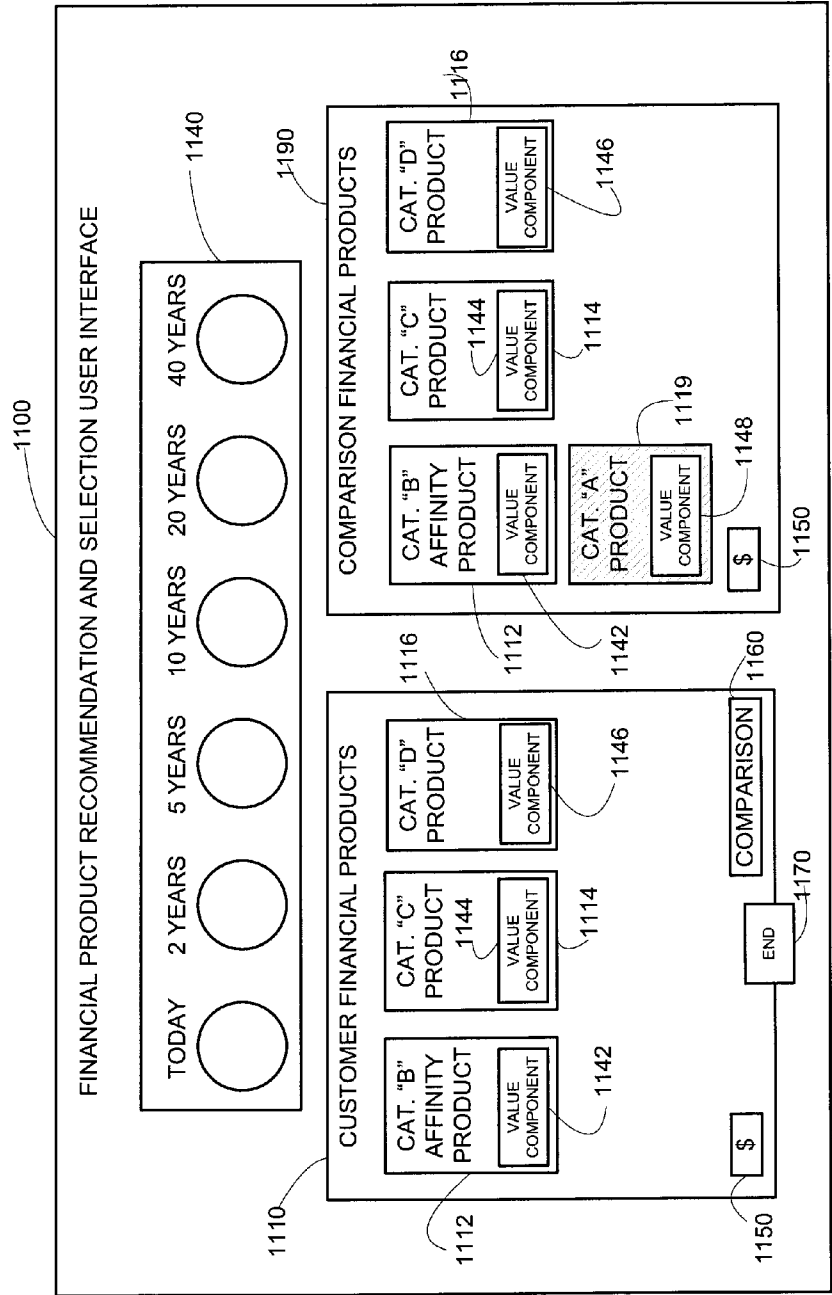 1100
FINANCIAL PRODUCT RECOMMENDATION AND SELECTION USER INTERFACE
1140
TODAY
2 YEARS
5 YEARS
10 YEARS
20 YEARS
40 YEARS
1110
CUSTOMER FINANCIAL PRODUCTS
CAT. "B"
AFFINITY
PRODUCT
VALUE
COMPONENT
1112
1142
CAT. "C"
PRODUCT
1144
VALUE
COMPONENT
1114
CAT. "D"
PRODUCT
VALUE
COMPONENT
1116
1146
$
1150
COMPARISON
1160
END
1170
1190
COMPARISON FINANCIAL PRODUCTS
CAT. "B"
AFFINITY
PRODUCT
VALUE
COMPONENT
1112
1142
CAT. "C"
PRODUCT
1144
VALUE
COMPONENT
1114
CAT. "D"
PRODUCT
VALUE
COMPONENT
1116
1146
CAT. "A"
PRODUCT
VALUE
COMPONENT
1119
1148
$
1150